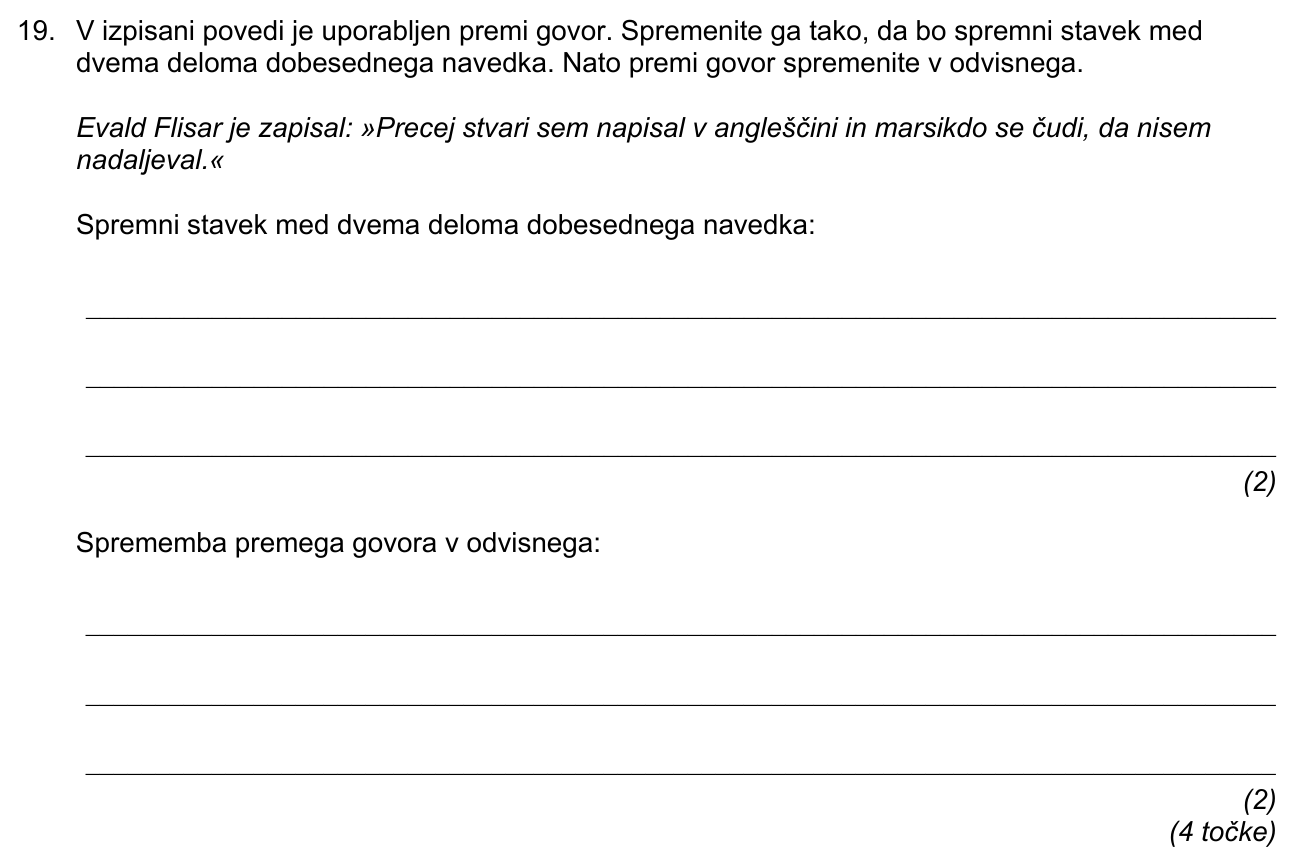 19. V izpisani povedi je uporabljen premi govor. Spremenite ga tako, da bo spremni stavek med
dvema deloma dobesednega navedka. Nato premi govor spremenite v odvisnega.
Evald Flisar je zapisal: »Precej stvari sem napisal v angleščini in marsikdo se čudi, da nisem
nadaljeval.«
Spremni stavek med dvema deloma dobesednega navedka:
(2)
Sprememba premega govora v odvisnega:
(2)
(4 točke)